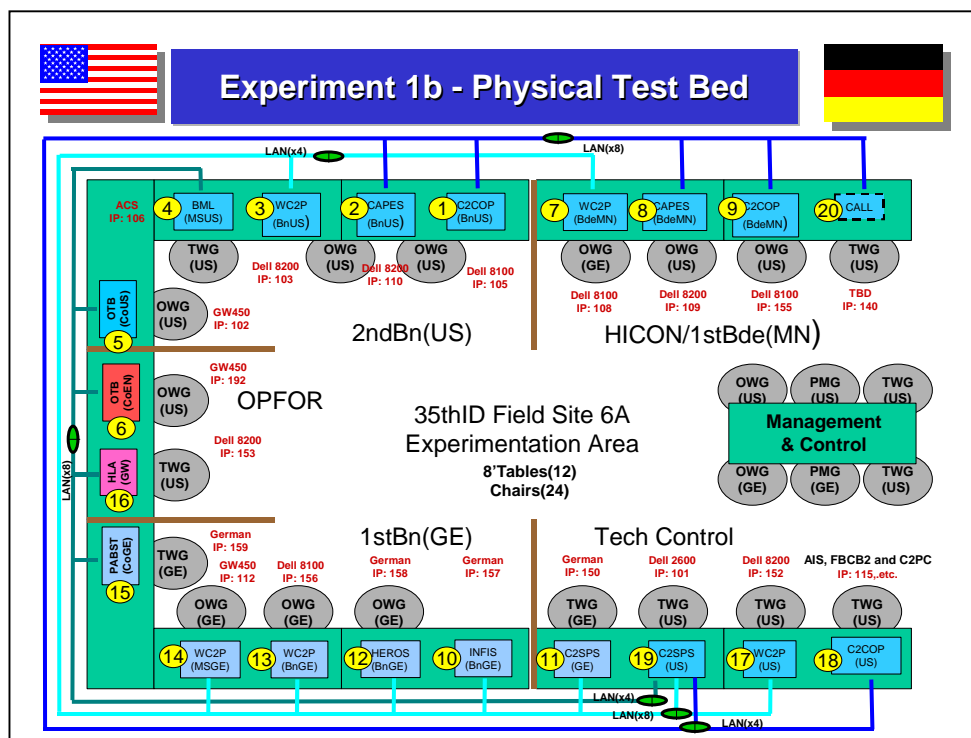 Experiment 1b - Physical Test Bed
LAN(x4)
LAN(x8)
ACS
IP: 106
4
BML
(MSUS)
3
WC2P
(BnUS)
2
CAPES
(BnUS)
1
C2COP
(BnUS)
7
WC2P
(BdeMN)
8
CAPES
(BdeMN)
9
C2COP
(BdeMN)
20
CALL
TWG
(US)
OWG
(US)
OWG
(US)
OWG
(GE)
OWG
(US)
OWG
(US)
TWG
(US)
Dell 8200
IP: 103
Dell 8200
IP: 110
Dell 8100
IP: 105
Dell 8100
IP: 108
Dell 8200
IP: 109
Dell 8100
IP: 155
TBD
IP: 140
OTB
(CoUS)
5
OWG
(US)
GW450
IP: 102
2ndBn(US)
HICON/1stBde(MN)
OTB
(CoEN)
6
OWG
(US)
GW450
IP: 192
OPFOR
35thID Field Site 6A
Experimentation Area
8'Tables(12)
Chairs(24)
OWG
(US)
PMG
(US)
TWG
(US)
Management
& Control
OWG
(GE)
PMG
(GE)
TWG
(US)
LAN(x8)
HLA
(GW)
16
TWG
(US)
Dell 8200
IP: 153
1stBn(GE)
Tech Control
PABST
(CoGE)
15
TWG
(GE)
German
IP: 159
GW450
IP: 112
Dell 8100
IP: 156
German
IP: 158
German
IP: 157
German
IP: 150
Dell 2600
IP: 101
Dell 8200
IP: 152
AIS, FBCB2 and C2PC
IP: 115,.etc.
OWG
(GE)
OWG
(GE)
OWG
(GE)
TWG
(GE)
TWG
(US)
TWG
(US)
TWG
(US)
14
WC2P
(MSGE)
13
WC2P
(BnGE)
12
HEROS
(BnGE)
10
INFIS
(BnGE)
11
C2SPS
(GE)
19
C2SPS
(US)
17
WC2P
(US)
18
C2COP
(US)
LAN(x4)
LAN(x8)
LAN(x4)